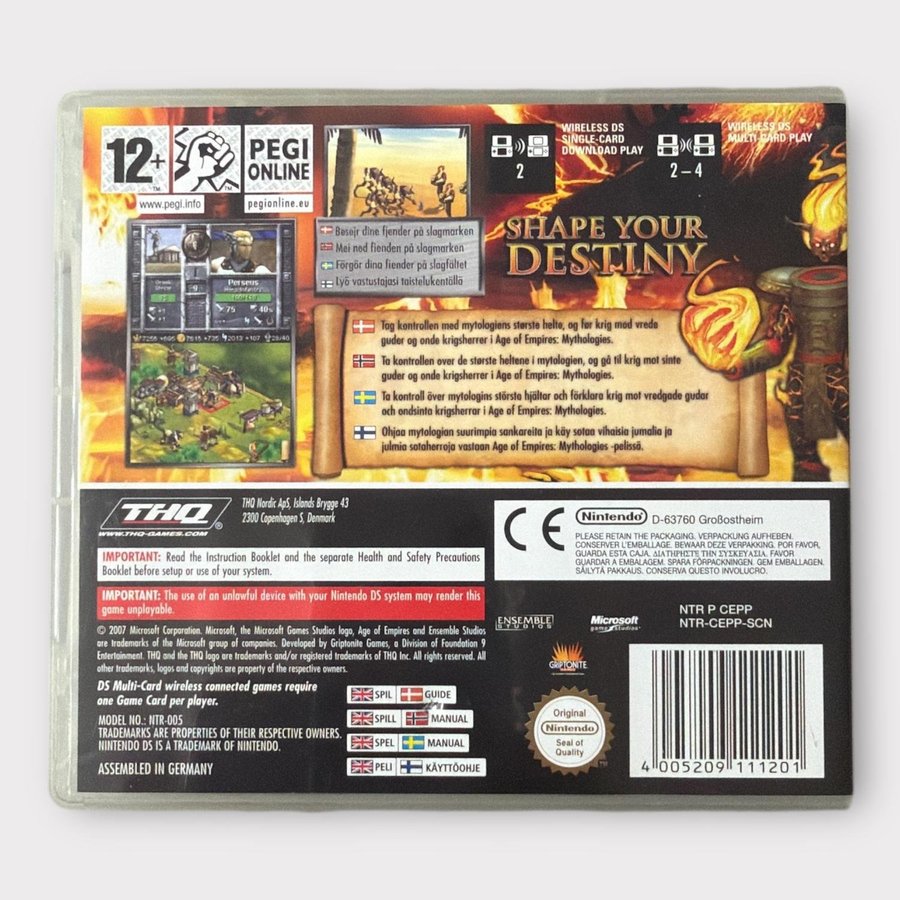 12+
PEGI
ONLINE
www.pegi.info
pegionline.eu
2
WIRELESS DS
SINGLE-CARD
DOWNLOAD PLAY
2 – 4
WIRELESS DS
MULTI-CARD PLAY
Besejr dine fjender på slagmarken
Mei ned fienden på slagmarken
Förgör dina fiender på slagfältet
Lyö vastustajasi taistelukentällä
SHAPE YOUR
DESTINY
Perseus
75
40%
7255 +695
7615 +735
2013 +107
29/40
Tag kontrollen med mytologiens største helte, og før krig mod vrede
guder og onde krigsherrer i Age of Empires: Mythologies.
Ta kontrollen over de største heltene i mytologien, og gå til krig mot sinte
guder og onde krigsherrer i Age of Empires: Mythologies.
Ta kontroll över mytologins största hjältar och förklara krig mot vredgade gudar
och ondsinta krigsherrar i Age of Empires: Mythologies.
Ohjaa mytologian suurimpia sankareita ja käy sotaa vihaisia jumalia ja
julmia sotaherroja vastaan Age of Empires: Mythologies -pelissä.
THQ®
WWW.THQ-GAMES.COM
THQ Nordic ApS, Islands Brygge 43
2300 Copenhagen S, Denmark
IMPORTANT: Read the Instruction Booklet and the separate Health and Safety Precautions
Booklet before setup or use of your system.
IMPORTANT: The use of an unlawful device with your Nintendo DS system may render this
game unplayable.
© 2007 Microsoft Corporation. Microsoft, the Microsoft Games Studios logo, Age of Empires and Ensemble Studios
are trademarks of the Microsoft group of companies. Developed by Griptonite Games, a Division of Foundation 9
Entertainment. THQ and the THQ logo are trademarks and/or registered trademarks of THQ Inc. All rights reserved. All
other trademarks, logos and copyrights are property of the respective owners.
DS Multi-Card wireless connected games require
one Game Card per player.
MODEL NO.: NTR-005
TRADEMARKS ARE PROPERTY OF THEIR RESPECTIVE OWNERS.
NINTENDO DS IS A TRADEMARK OF NINTENDO.
ASSEMBLED IN GERMANY
SPIL GUIDE
SPILL MANUAL
SPEL MANUAL
PELI KÄYTTÖOHJE
CE
Nintendo® D-63760 Großostheim
PLEASE RETAIN THE PACKAGING. VERPACKUNG AUFHEBEN.
CONSERVER L'EMBALLAGE. BEWAAR DEZE VERPAKKING. POR FAVOR,
GUARDA ESTA CAJA. ΔΙΑΤΗΡΗΣΤΕ ΤΗΝ ΣΥΣΚΕΥΑΣΙΑ. FAVOR
GUARDAR A EMBALAGEM. SPARA FÖRPACKNINGEN. GEM EMBALLAGEN.
SÄILYTÄ PAKKAUS. CONSERVA QUESTO INVOLUCRO.
ENSEMBLE
STUDIOS
Microsoft
game studios
NTR P CEPP
NTR-CEPP-SCN
GRIPTONITE
Original
Nintendo
Seal of
Quality
4 005209 111201